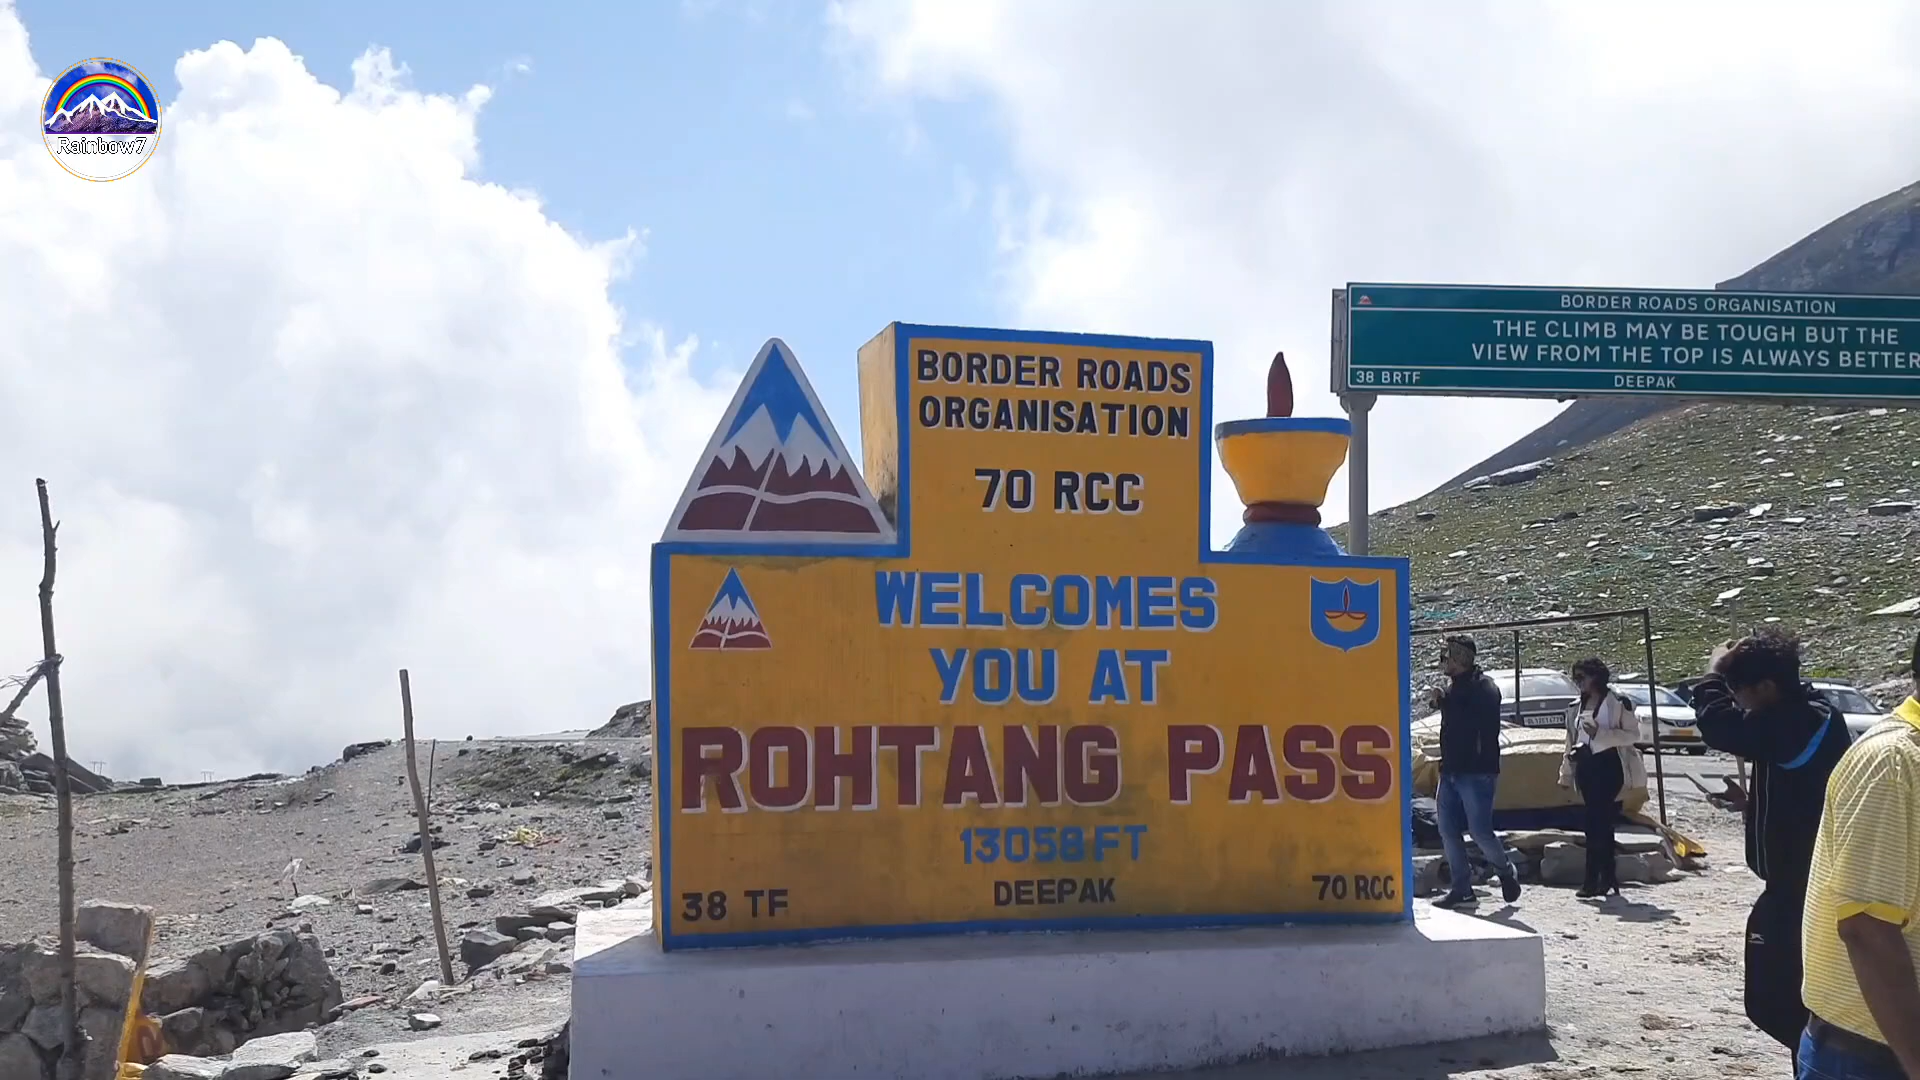 Rainbow7
BORDER ROADS ORGANISATION
THE CLIMB MAY BE TOUGH BUT THE
VIEW FROM THE TOP IS ALWAYS BETTER
38 BRTF
DEEPAK
BORDER ROADS
ORGANISATION
70 RCC
WELCOMES
YOU AT
ROHTANG PASS
13058 FT
38 TF
DEEPAK
70 RCC